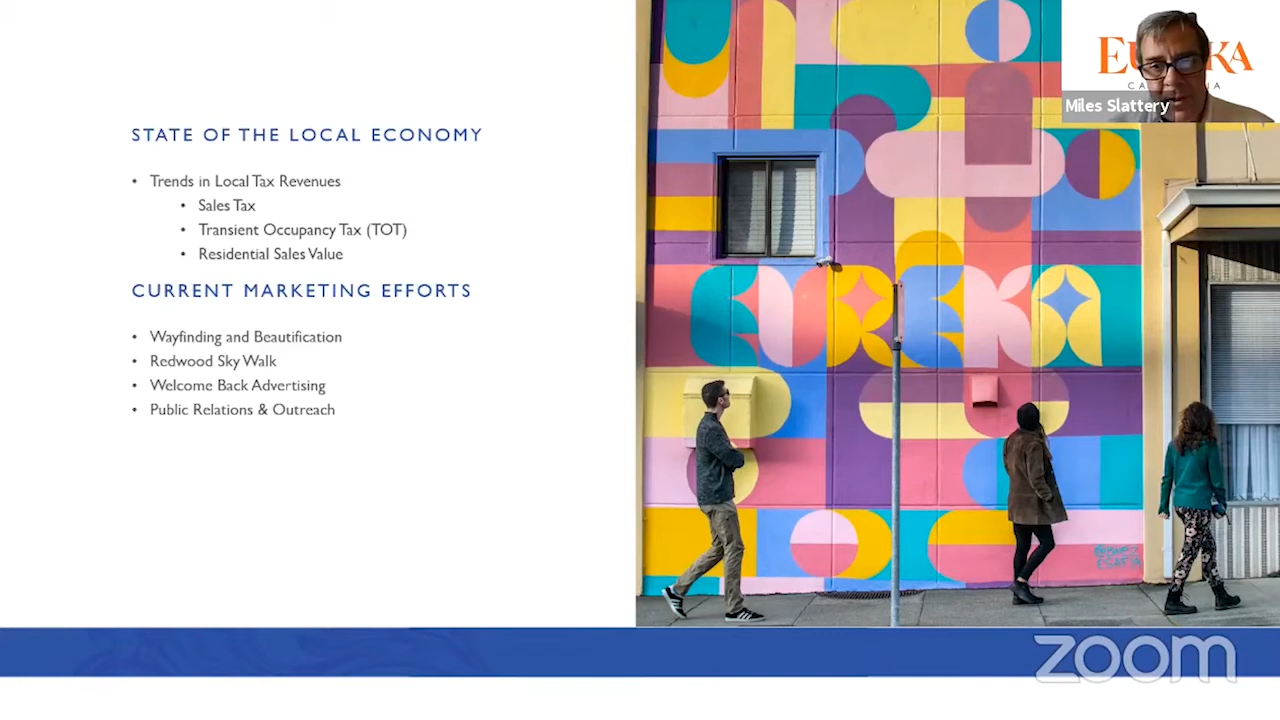 STATE OF THE LOCAL ECONOMY
• Trends in Local Tax Revenues
• Sales Tax
• Transient Occupancy Tax (TOT)
• Residential Sales Value
CURRENT MARKETING EFFORTS
• Wayfinding and Beautification
• Redwood Sky Walk
• Welcome Back Advertising
• Public Relations & Outreach
EUREKA
Miles Slattery
zoom